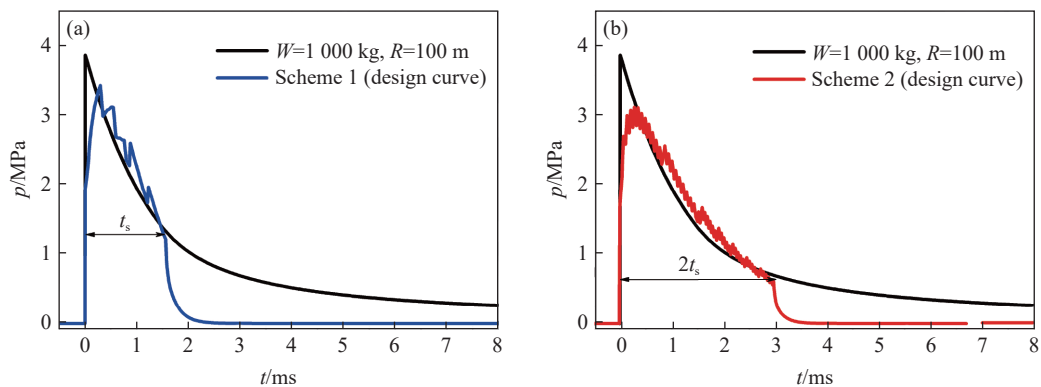 (a)
W=1 000 kg, R=100 m
Scheme 1 (design curve)
p/MPa
4
3
2
1
0
tₛ
0 1 2 3 4 5 6 7 8
t/ms
(b)
W=1 000 kg, R=100 m
Scheme 2 (design curve)
p/MPa
4
3
2
1
0
2tₛ
0 1 2 3 4 5 6 7 8
t/ms